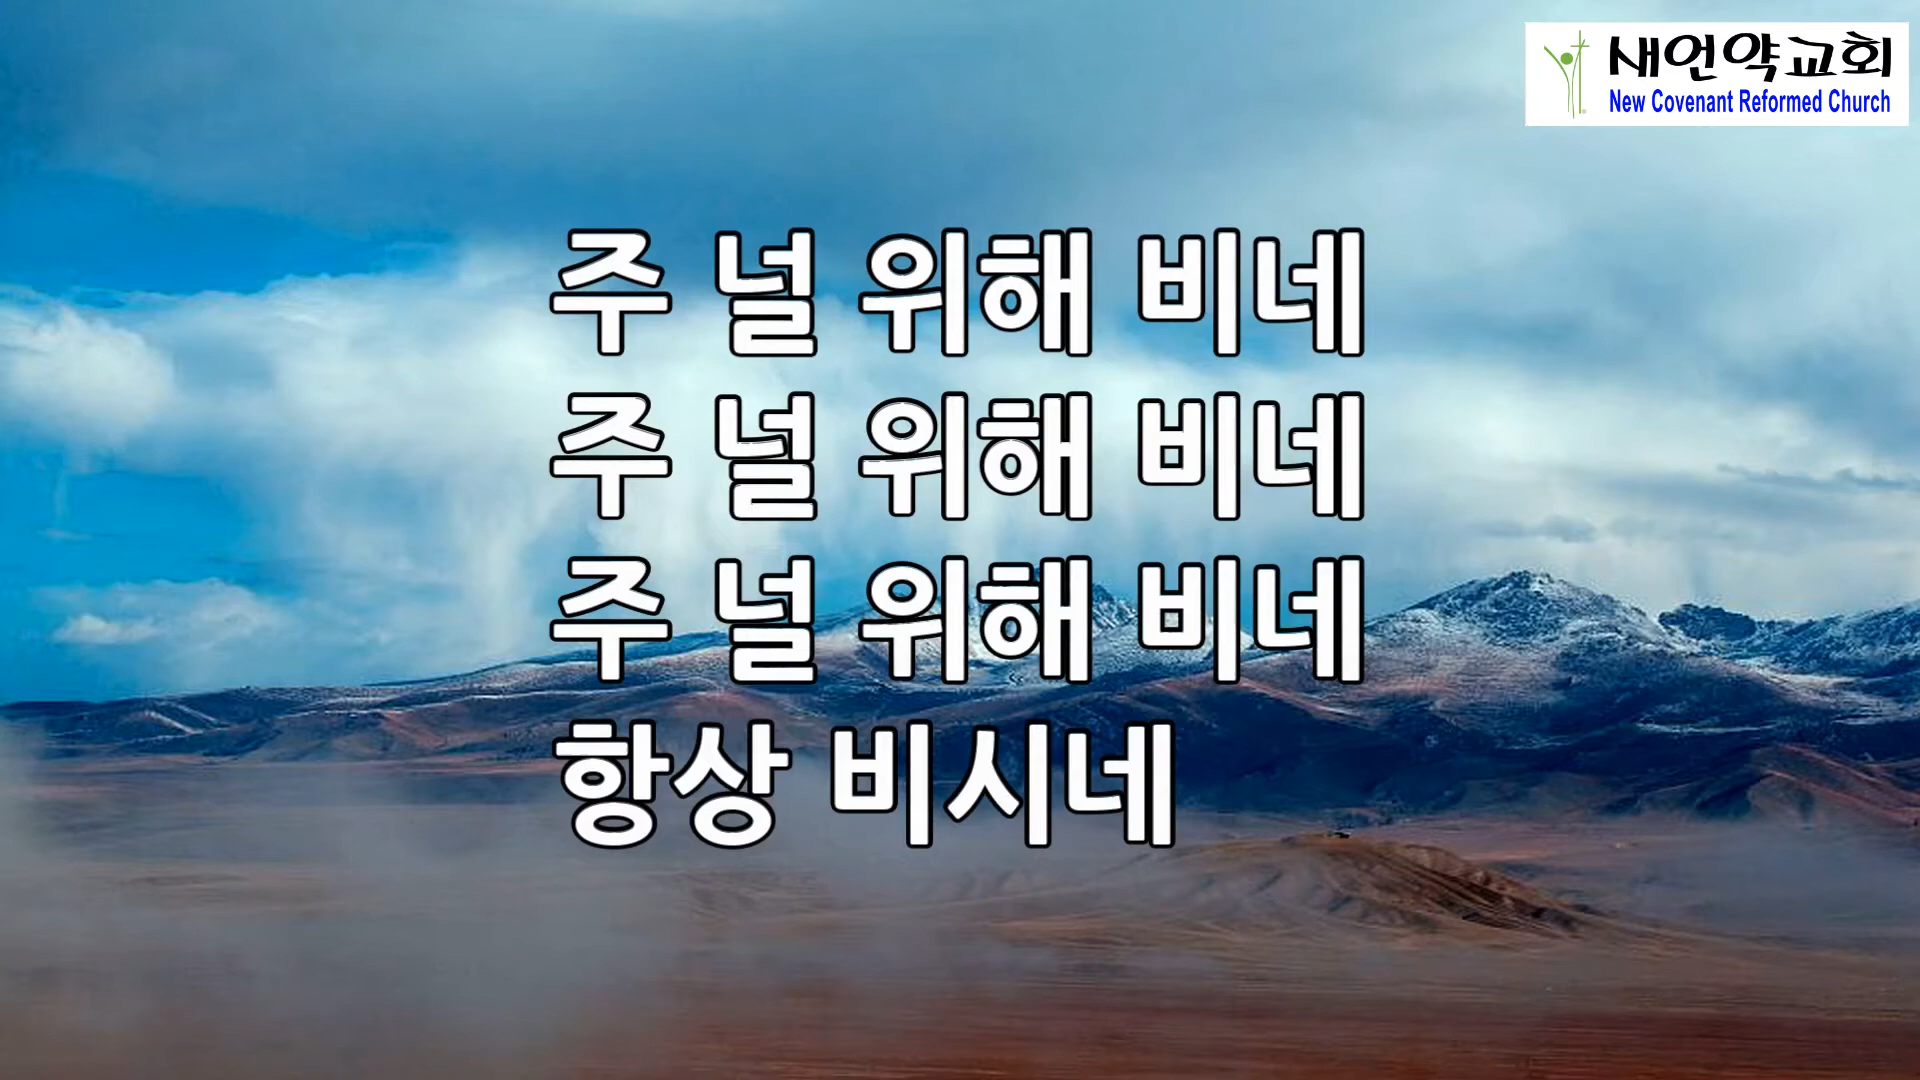 새언약교회
New Covenant Reformed Church
주 널 위해 비네
주 널 위해 비네
주 널 위해 비네
항상 비시네